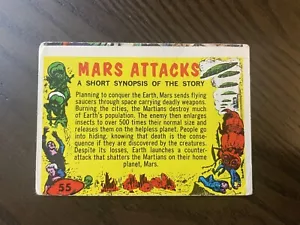 MARS ATTACKS
A SHORT SYNOPSIS OF THE STORY
Planning to conquer the Earth, Mars sends flying
saucers through space carrying deadly weapons.
Burning the cities, the Martians destroy much
of Earth's population. The enemy then enlarges
insects to over 500 times their normal size and
releases them on the helpless planet. People go
into hiding, knowing that death is the conse-
quence if they are discovered by the creatures.
Despite its losses, Earth launches a counter-
attack that shatters the Martians on their home
planet, Mars.
55